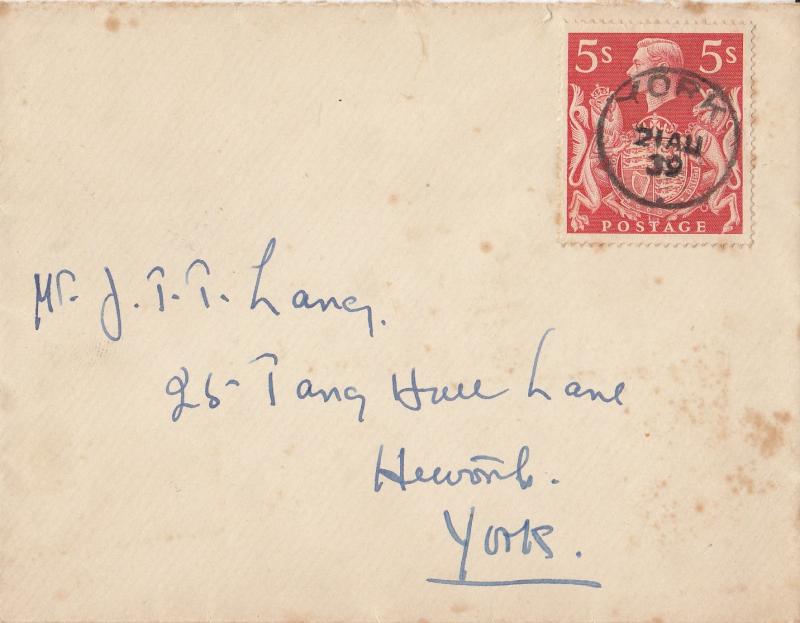 5S 5S
YORK
21 AU
39
POSTAGE
Mr. J. T. T. Lang.
25 Tang Hall Lane
Heworth.
York.